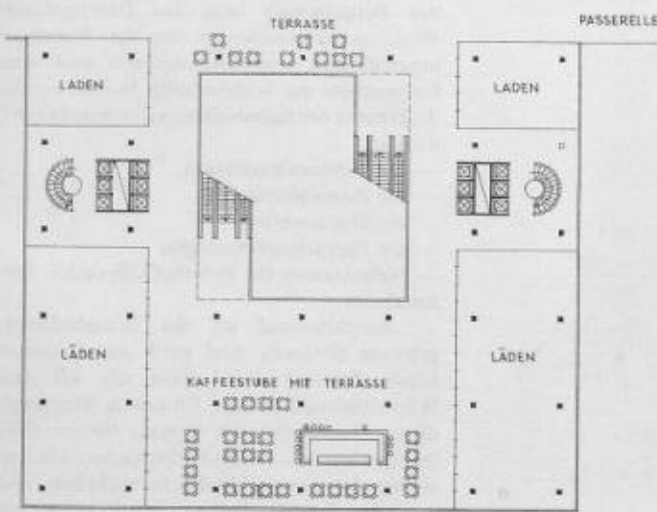 TERRASSE
PASSERELLE
LADEN
LADEN
LÄDEN
LÄDEN
KAFFEESTUBE MIT TERRASSE